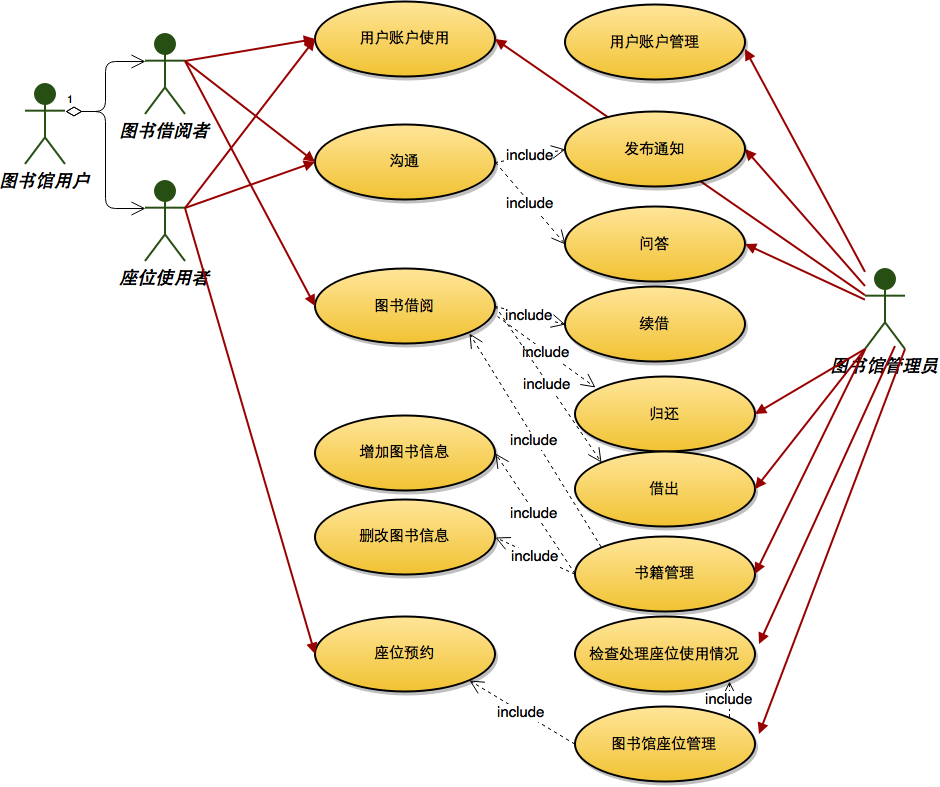 用户账户使用
用户账户管理
1
图书借阅者
图书馆用户
沟通
include
发布通知
include
问答
座位使用者
图书借阅
include
续借
include
include
图书馆管理员
归还
include
增加图书信息
借出
include
删改图书信息
include
书籍管理
座位预约
检查处理座位使用情况
include
include
图书馆座位管理